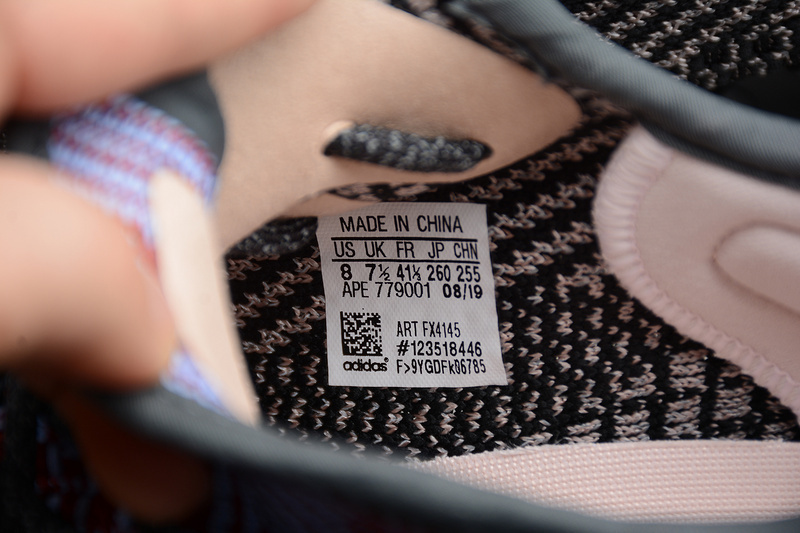 MADE IN CHINA
US UK FR JP CHN
8 7½ 41⅓ 260 255
APE 779001 08/19
ART FX4145
#123518446
adidas® F>9YGDFK06785